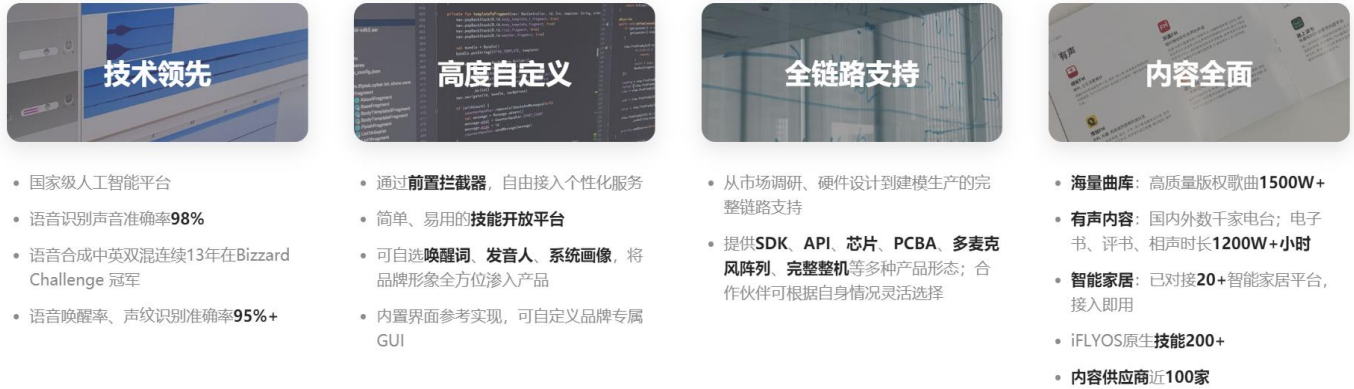 技术领先
国家级人工智能平台
语音识别声音准确率98%
语音合成中英双混连续13年在Bizzard
Challenge 冠军
语音唤醒率、声纹识别准确率95%+
高度自定义
通过前置拦截器，自由接入个性化服务
简单、易用的技能开放平台
可自选唤醒词、发音人、系统画像，将
品牌形象全方位渗入产品
内置界面参考实现，可自定义品牌专属
GUI
全链路支持
从市场调研、硬件设计到建模生产的完
整链路支持
提供SDK、API、芯片、PCBA、多麦克
风阵列、完整整机等多种产品形态；合
作伙伴可根据自身情况灵活选择
内容全面
有声
海量曲库：高质量版权歌曲1500W+
有声内容：国内外数千家电台；电子
书、评书、相声时长1200W+小时
智能家居：已对接20+智能家居平台，
接入即用
iFLYOS原生技能200+
内容供应商近100家